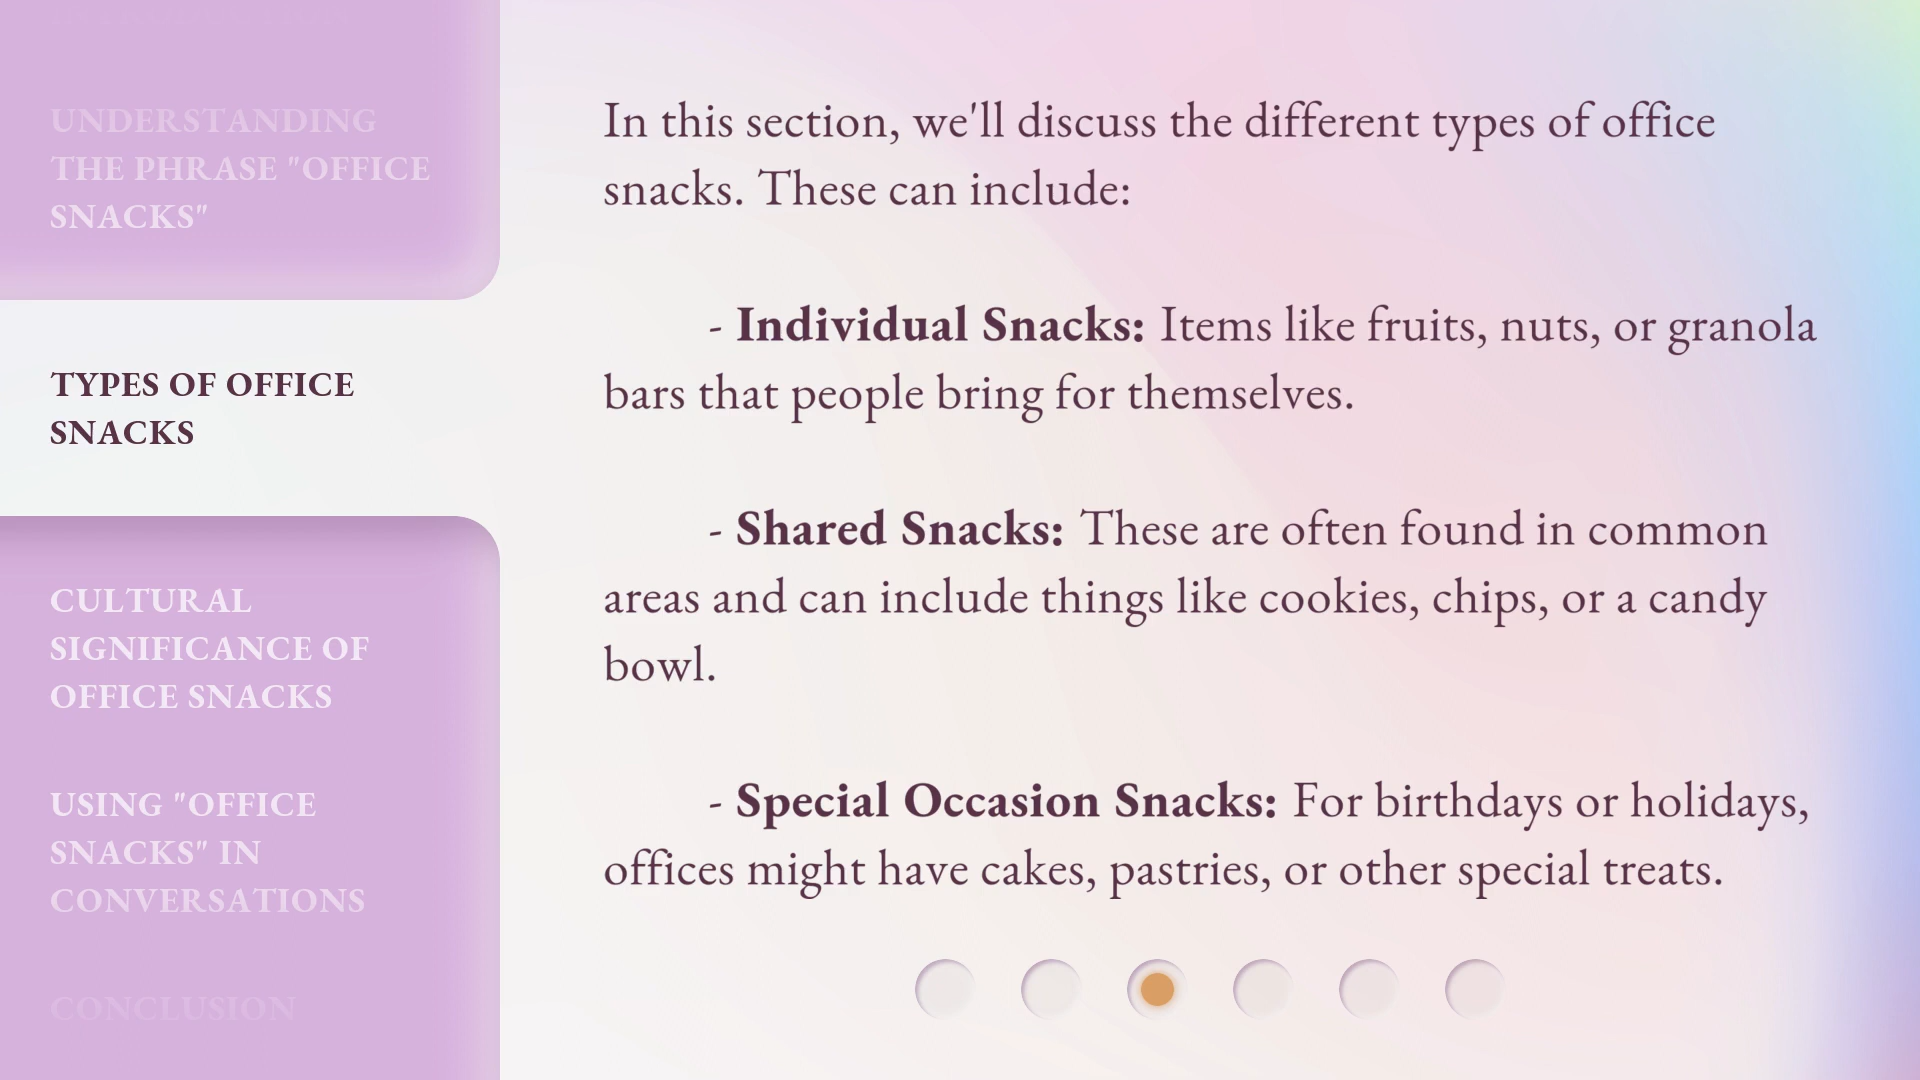 UNDERSTANDING
THE PHRASE "OFFICE
SNACKS"
TYPES OF OFFICE
SNACKS
CULTURAL
SIGNIFICANCE OF
OFFICE SNACKS
USING "OFFICE
SNACKS" IN
CONVERSATIONS
CONCLUSION
In this section, we'll discuss the different types of office
snacks. These can include:
- Individual Snacks: Items like fruits, nuts, or granola
bars that people bring for themselves.
- Shared Snacks: These are often found in common
areas and can include things like cookies, chips, or a candy
bowl.
- Special Occasion Snacks: For birthdays or holidays,
offices might have cakes, pastries, or other special treats.